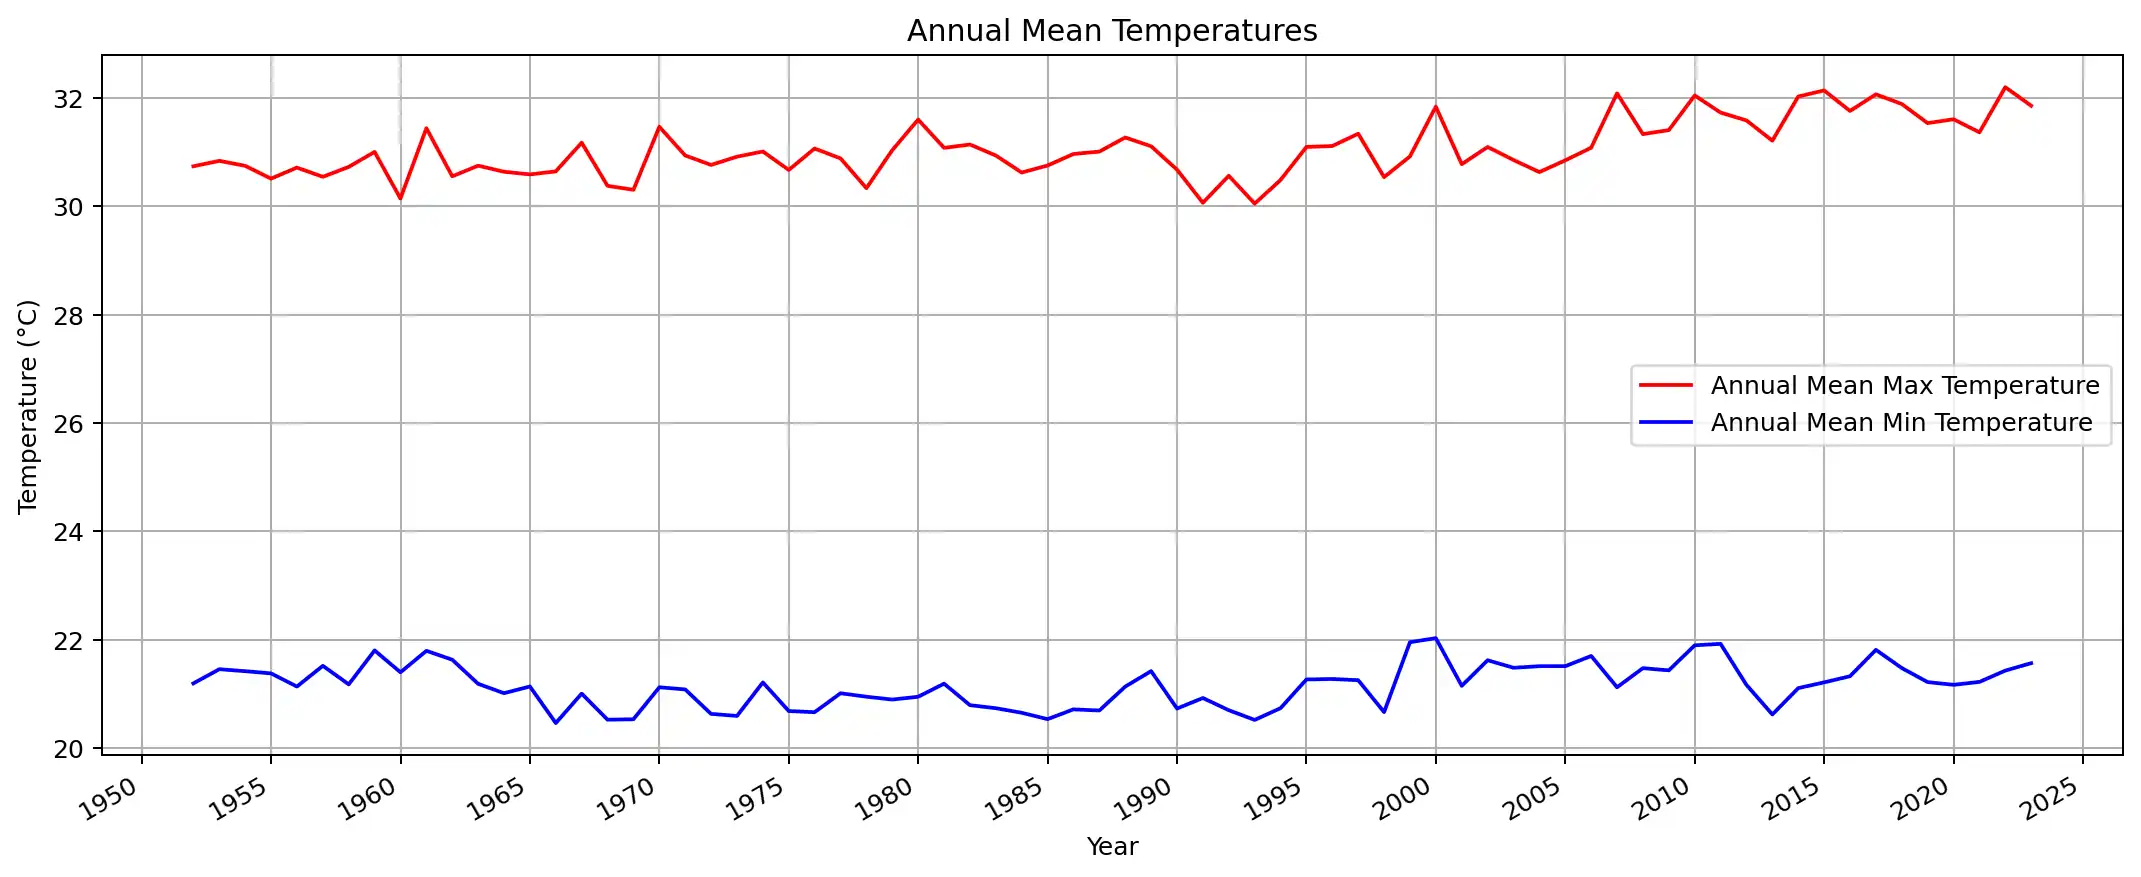 Annual Mean Temperatures
Temperature (°C)
32
30
28
26
24
22
20
Annual Mean Max Temperature
Annual Mean Min Temperature
1950 1955 1960 1965 1970 1975 1980 1985 1990 1995 2000 2005 2010 2015 2020 2025
Year